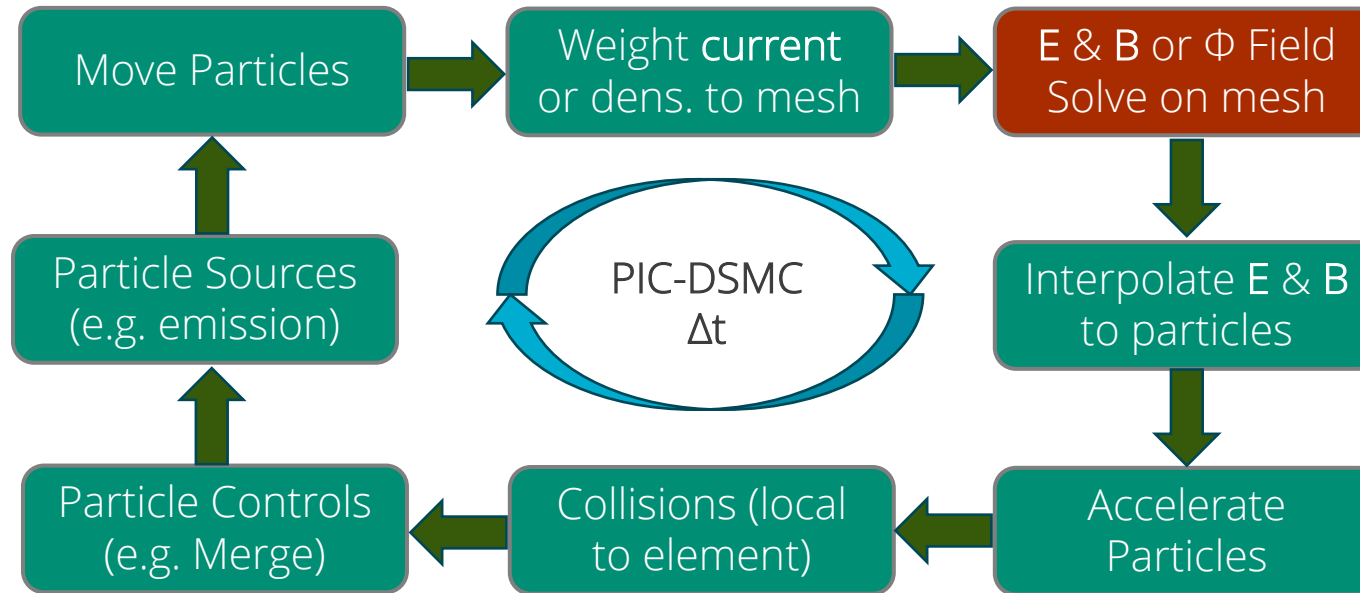 Move Particles
Weight current
or dens. to mesh
E & B or Φ Field
Solve on mesh
Particle Sources
(e.g. emission)
PIC-DSMC
Δt
Interpolate E & B
to particles
Particle Controls
(e.g. Merge)
Collisions (local
to element)
Accelerate
Particles